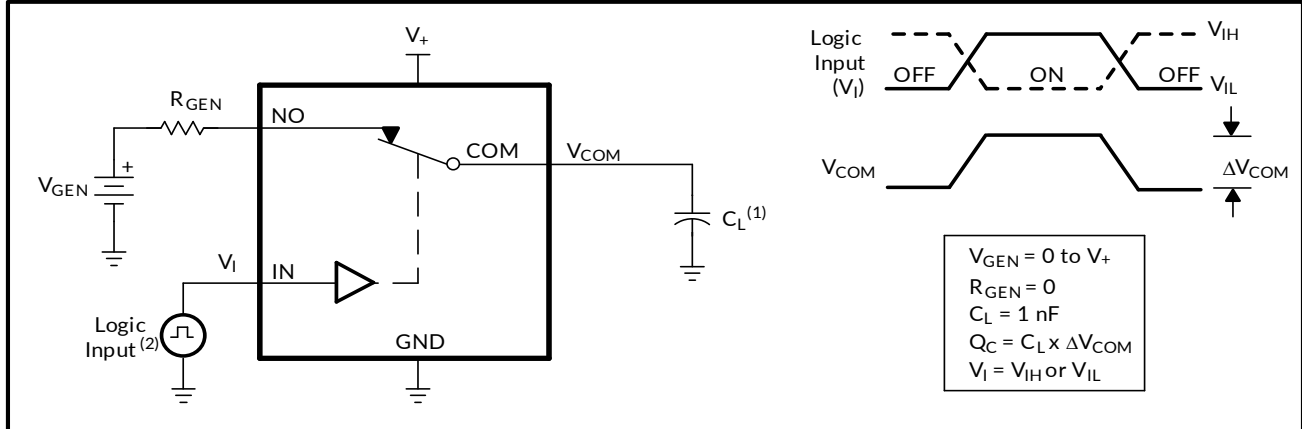 V+
RGEN
NO
COM
VCOM
VGEN
+
CL(1)
VI
IN
Logic
Input(2)
GND
Logic
Input
(VI)
OFF
ON
OFF
VIH
VIL
VCOM
ΔVCOM
VGEN = 0 to V+
RGEN = 0
CL = 1 nF
QC = CL x ΔVCOM
VI = VIH or VIL